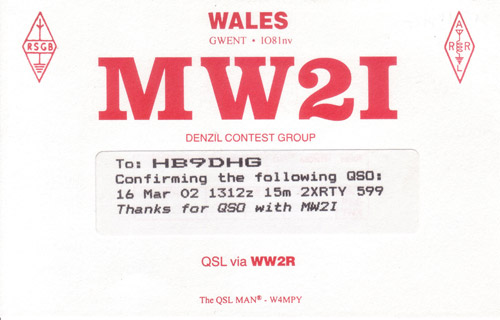 WALES
GWENT • IO81nv
RSGB
ARRL
MW2I
DENZIL CONTEST GROUP
To: HB9DHG
Confirming the following QSO:
16 Mar 02 1312z 15m 2XRTY 599
Thanks for QSO with MW2I
QSL via WW2R
The QSL MAN® - W4MPY